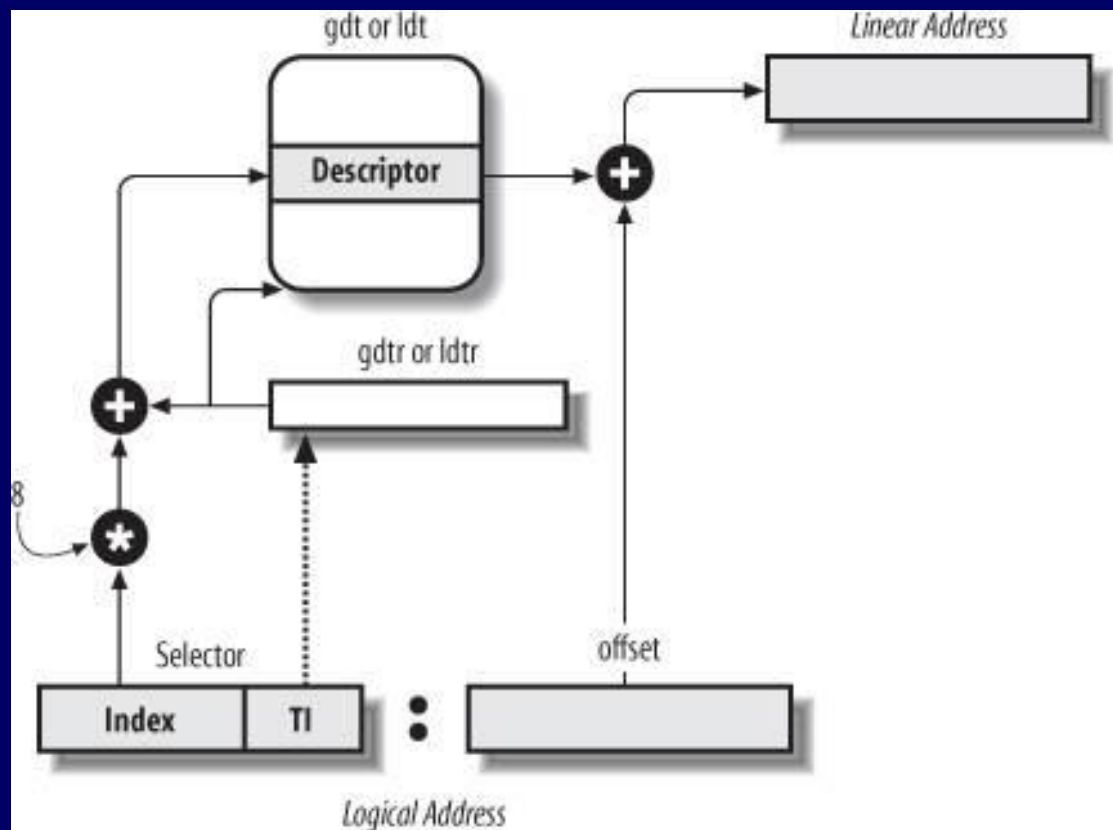 gdt or ldt
Linear Address
Descriptor
+
gdtr or ldtr
+
8
*
Selector
offset
Index
TI
:
Logical Address